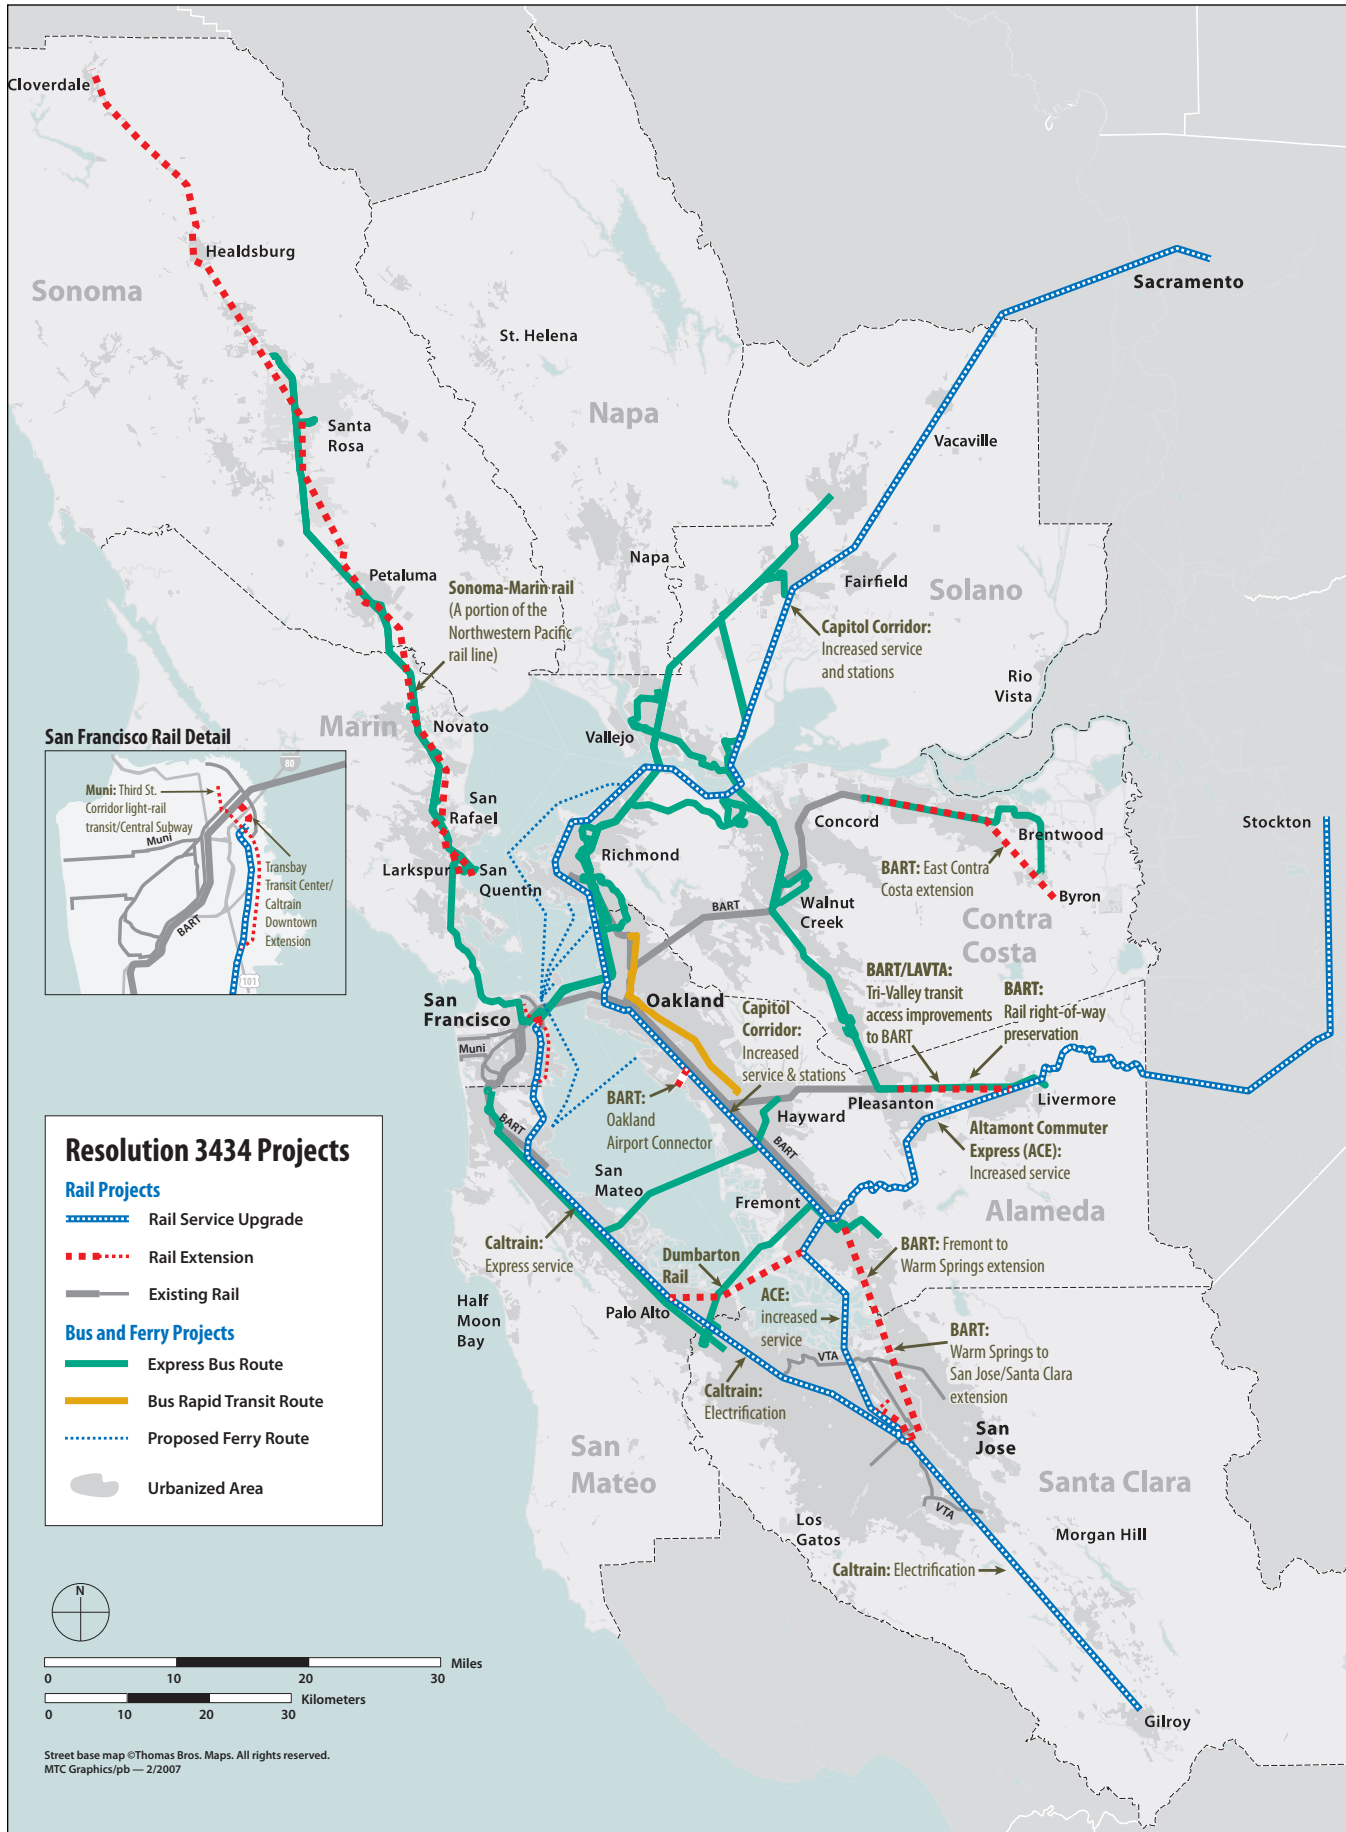 Cloverdale
Healdsburg
Sonoma
Sacramento
St. Helena
Napa
Santa
Rosa
Vacaville
Napa
Petaluma
Fairfield
Solano
Sonoma-Marin rail
(A portion of the
Northwestern Pacific
rail line)
Capitol Corridor:
Increased service
and stations
Rio
Vista
Marin
Novato
Vallejo
San Francisco Rail Detail
80
Muni: Third St.
Corridor light-rail
transit/Central Subway
Muni
Transbay
Transit Center/
Caltrain
Downtown
Extension
BART
101
San
Rafael
Larkspur
San
Quentin
Richmond
Concord
Brentwood
Stockton
BART: East Contra
Costa extension
Byron
BART
Walnut
Creek
Contra
Costa
BART/LAVTA:
Tri-Valley transit
access improvements
to BART
BART:
Rail right-of-way
preservation
San
Francisco
Oakland
Capitol
Corridor:
Increased
service & stations
Muni
BART:
Oakland
Airport Connector
Hayward
Pleasanton
Livermore
BART
BART
Altamont Commuter
Express (ACE):
Increased service
San
Mateo
Fremont
Alameda
Caltrain:
Express service
Dumbarton
Rail
BART: Fremont to
Warm Springs extension
Half
Moon
Bay
Palo Alto
ACE:
increased
service
BART:
Warm Springs to
San Jose/Santa Clara
extension
VTA
Caltrain:
Electrification
San
Jose
San
Mateo
Santa Clara
VTA
Los
Gatos
Morgan Hill
Caltrain: Electrification
Gilroy
Resolution 3434 Projects
Rail Projects
Rail Service Upgrade
Rail Extension
Existing Rail
Bus and Ferry Projects
Express Bus Route
Bus Rapid Transit Route
Proposed Ferry Route
Urbanized Area
N
Miles
0 10 20 30
Kilometers
0 10 20 30
Street base map ©Thomas Bros. Maps. All rights reserved.
MTC Graphics/pb — 2/2007